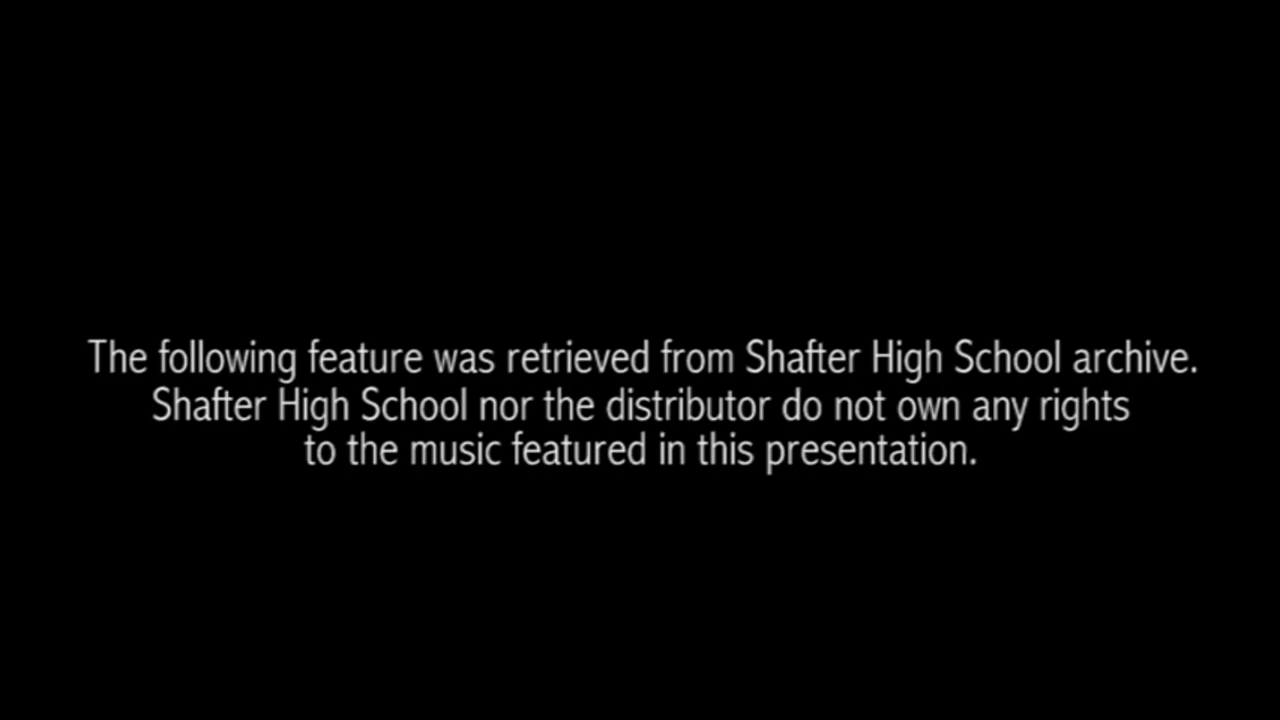 The following feature was retrieved from Shafter High School archive.
Shafter High School nor the distributor do not own any rights
to the music featured in this presentation.